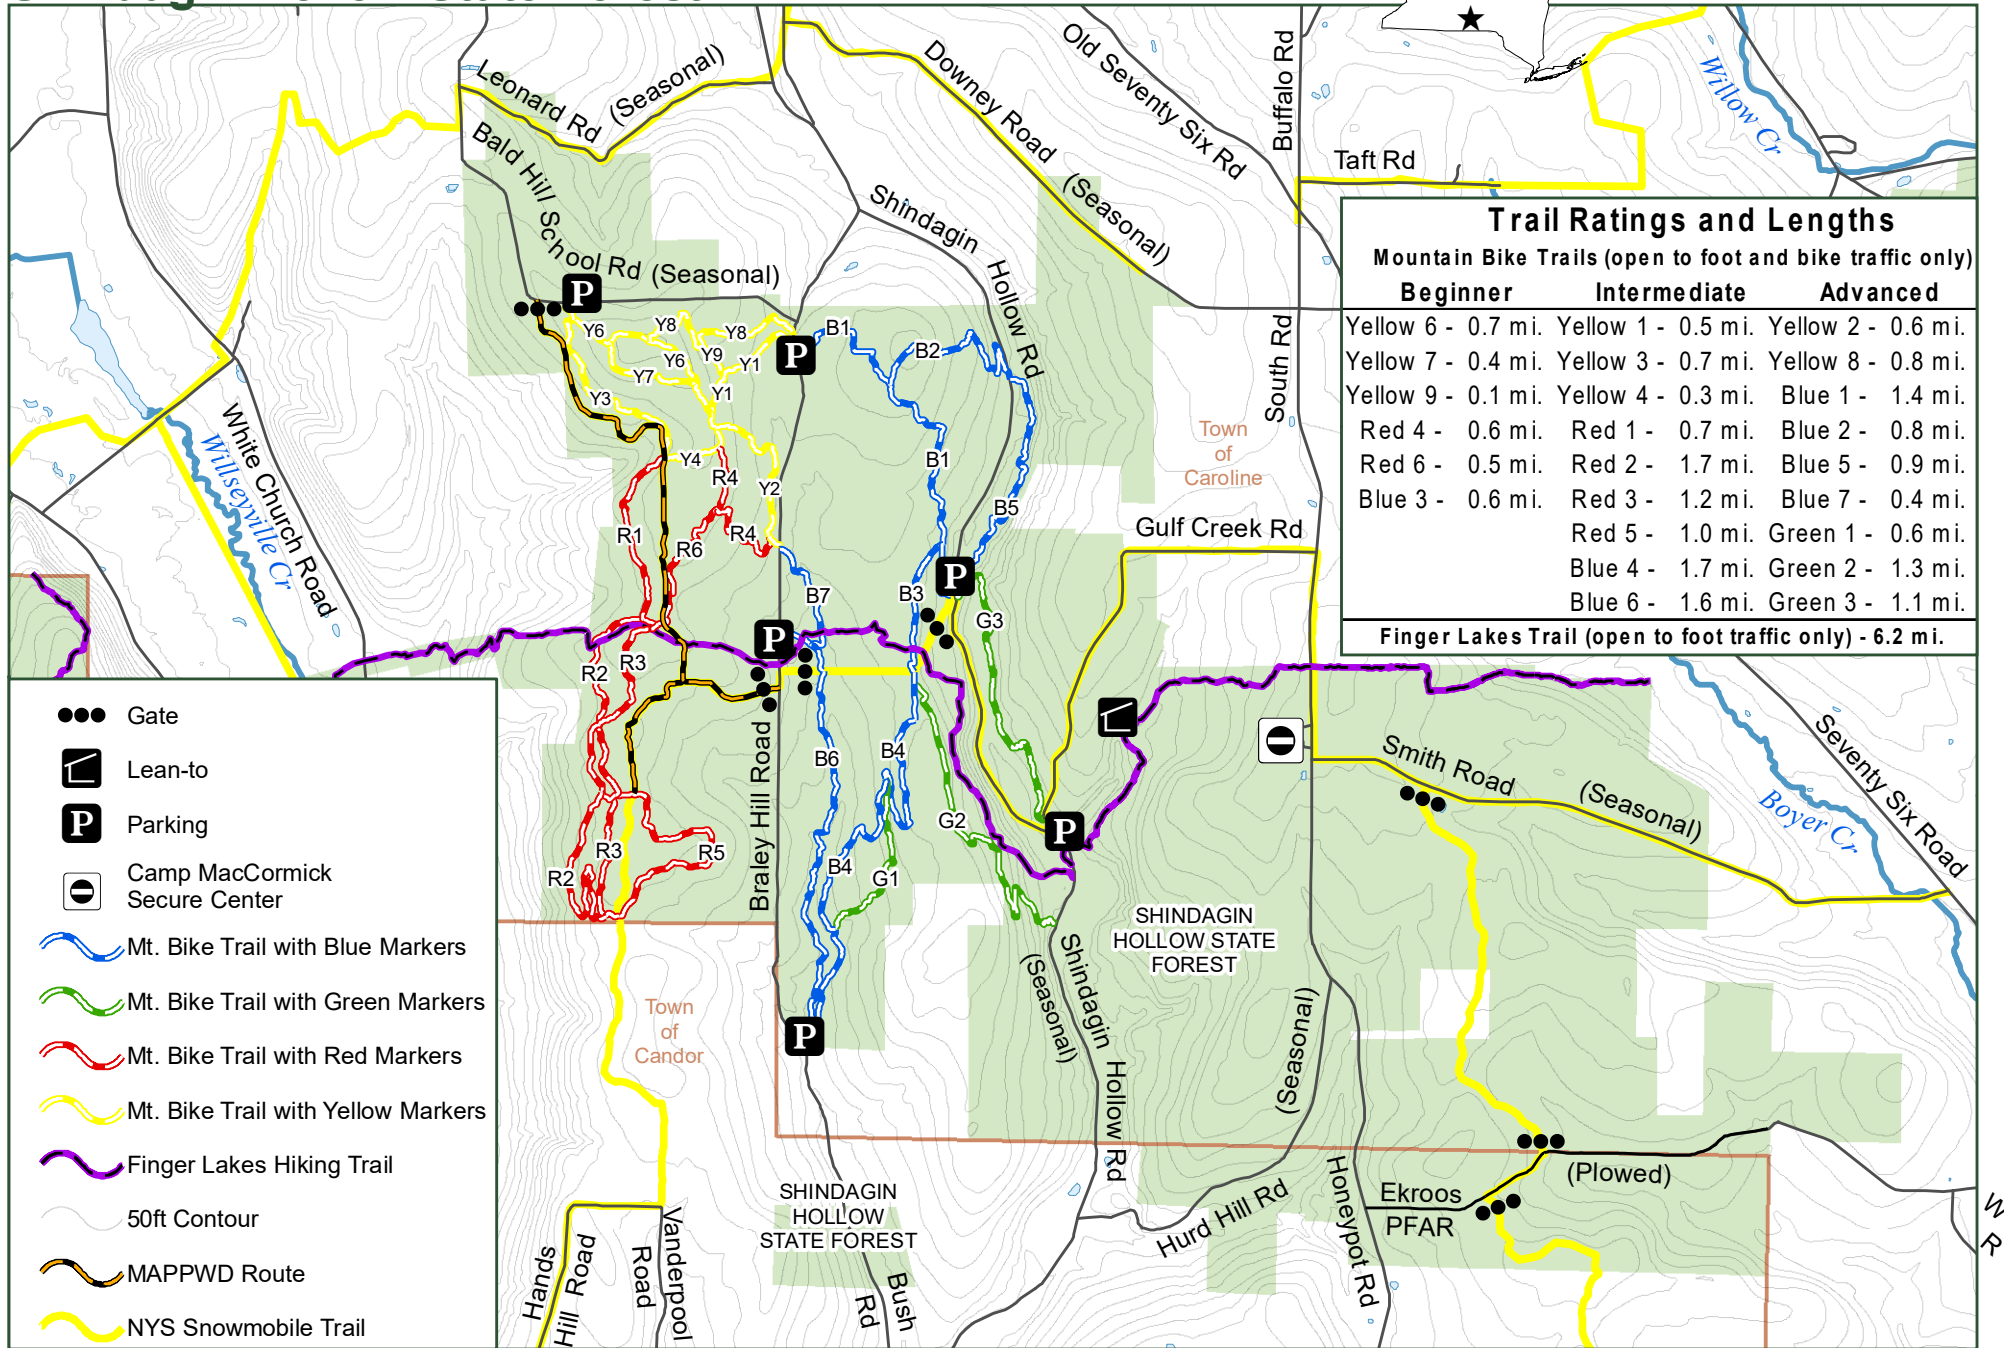 Leonard Rd (Seasonal)
Downey Road (Seasonal)
Old Seventy Six Rd
Buffalo Rd
Willow Cr
Taft Rd
Bald Hill School Rd (Seasonal)
Shindagin Hollow Rd
South Rd
P
P
Y6
Y8
Y8
Y6
Y9
Y1
Y7
Y1
Y3
Y4
Y2
B1
B2
B1
B5
R4
R4
R1
R6
White Church Road
Willseyville Cr
Town
of
Caroline
Gulf Creek Rd
Trail Ratings and Lengths
Mountain Bike Trails (open to foot and bike traffic only)
Beginner Intermediate Advanced
Yellow 6 - 0.7 mi. Yellow 1 - 0.5 mi. Yellow 2 - 0.6 mi.
Yellow 7 - 0.4 mi. Yellow 3 - 0.7 mi. Yellow 8 - 0.8 mi.
Yellow 9 - 0.1 mi. Yellow 4 - 0.3 mi. Blue 1 - 1.4 mi.
Red 4 - 0.6 mi. Red 1 - 0.7 mi. Blue 2 - 0.8 mi.
Red 6 - 0.5 mi. Red 2 - 1.7 mi. Blue 5 - 0.9 mi.
Blue 3 - 0.6 mi. Red 3 - 1.2 mi. Blue 7 - 0.4 mi.
Red 5 - 1.0 mi. Green 1 - 0.6 mi.
Blue 4 - 1.7 mi. Green 2 - 1.3 mi.
Blue 6 - 1.6 mi. Green 3 - 1.1 mi.
Finger Lakes Trail (open to foot traffic only) - 6.2 mi.
P
B7
B3
G3
P
R2
R3
B6
B4
G2
P
R3
R5
R2
B4
G1
Braley Hill Road
Smith Road (Seasonal)
Boyer Cr
Seventy Six Road
SHINDAGIN
HOLLOW STATE
FOREST
Shindagin Hollow Rd
(Seasonal)
(Seasonal)
Town
of
Candor
P
Gate
Lean-to
P Parking
Camp MacCormick
Secure Center
Mt. Bike Trail with Blue Markers
Mt. Bike Trail with Green Markers
Mt. Bike Trail with Red Markers
Mt. Bike Trail with Yellow Markers
Finger Lakes Hiking Trail
50ft Contour
MAPPWD Route
NYS Snowmobile Trail
SHINDAGIN
HOLLOW
STATE FOREST
Hands
Hill Road
Vanderpool
Road
Bush
Rd
Hurd Hill Rd
Honeypot Rd
Ekroos
PFAR
(Plowed)
W
R